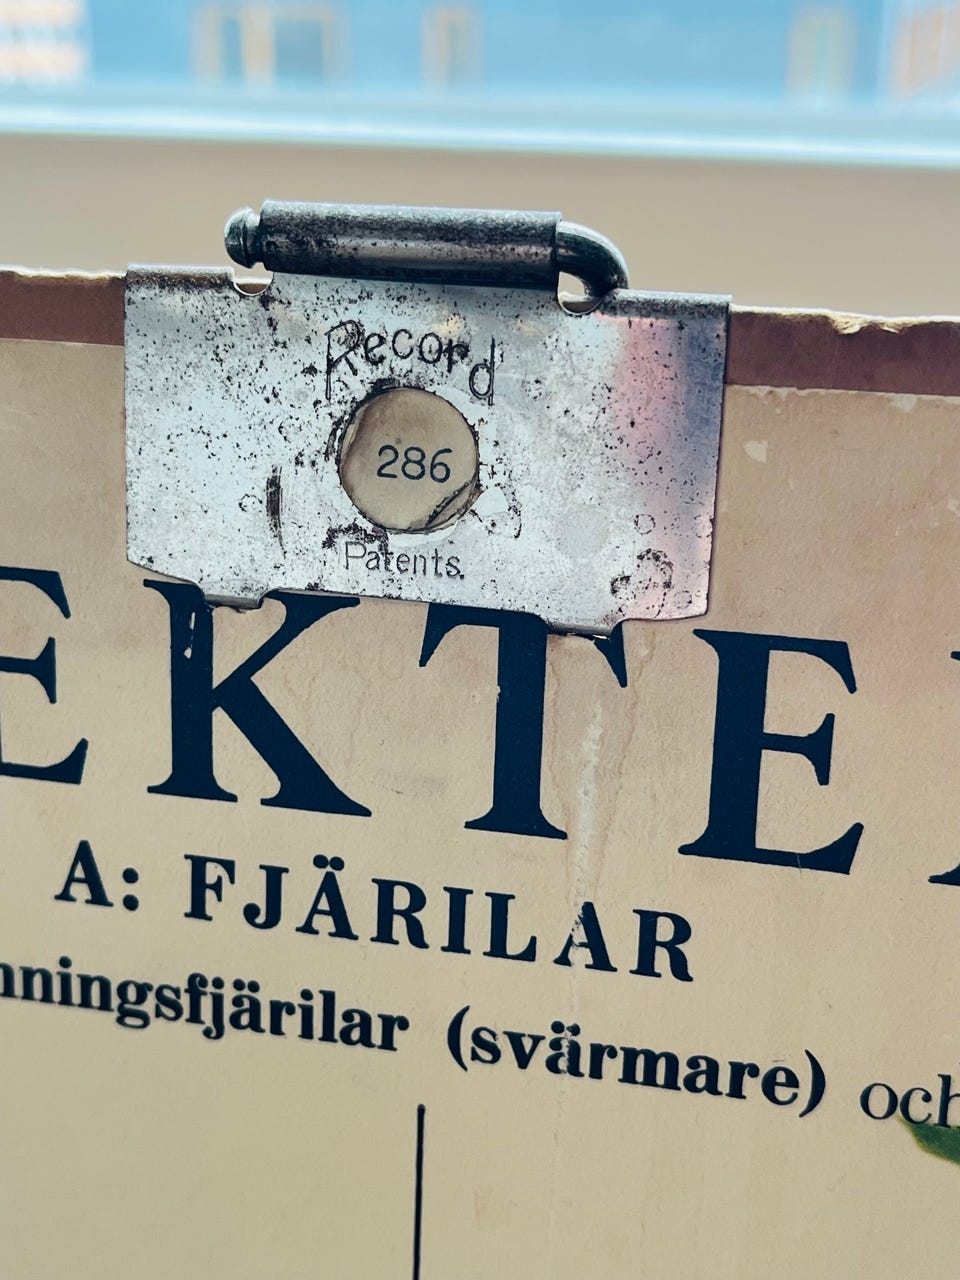 Record
286
Patents.
EKTE
A: FJÄRILAR
nningsfjärilar (svärmare) och